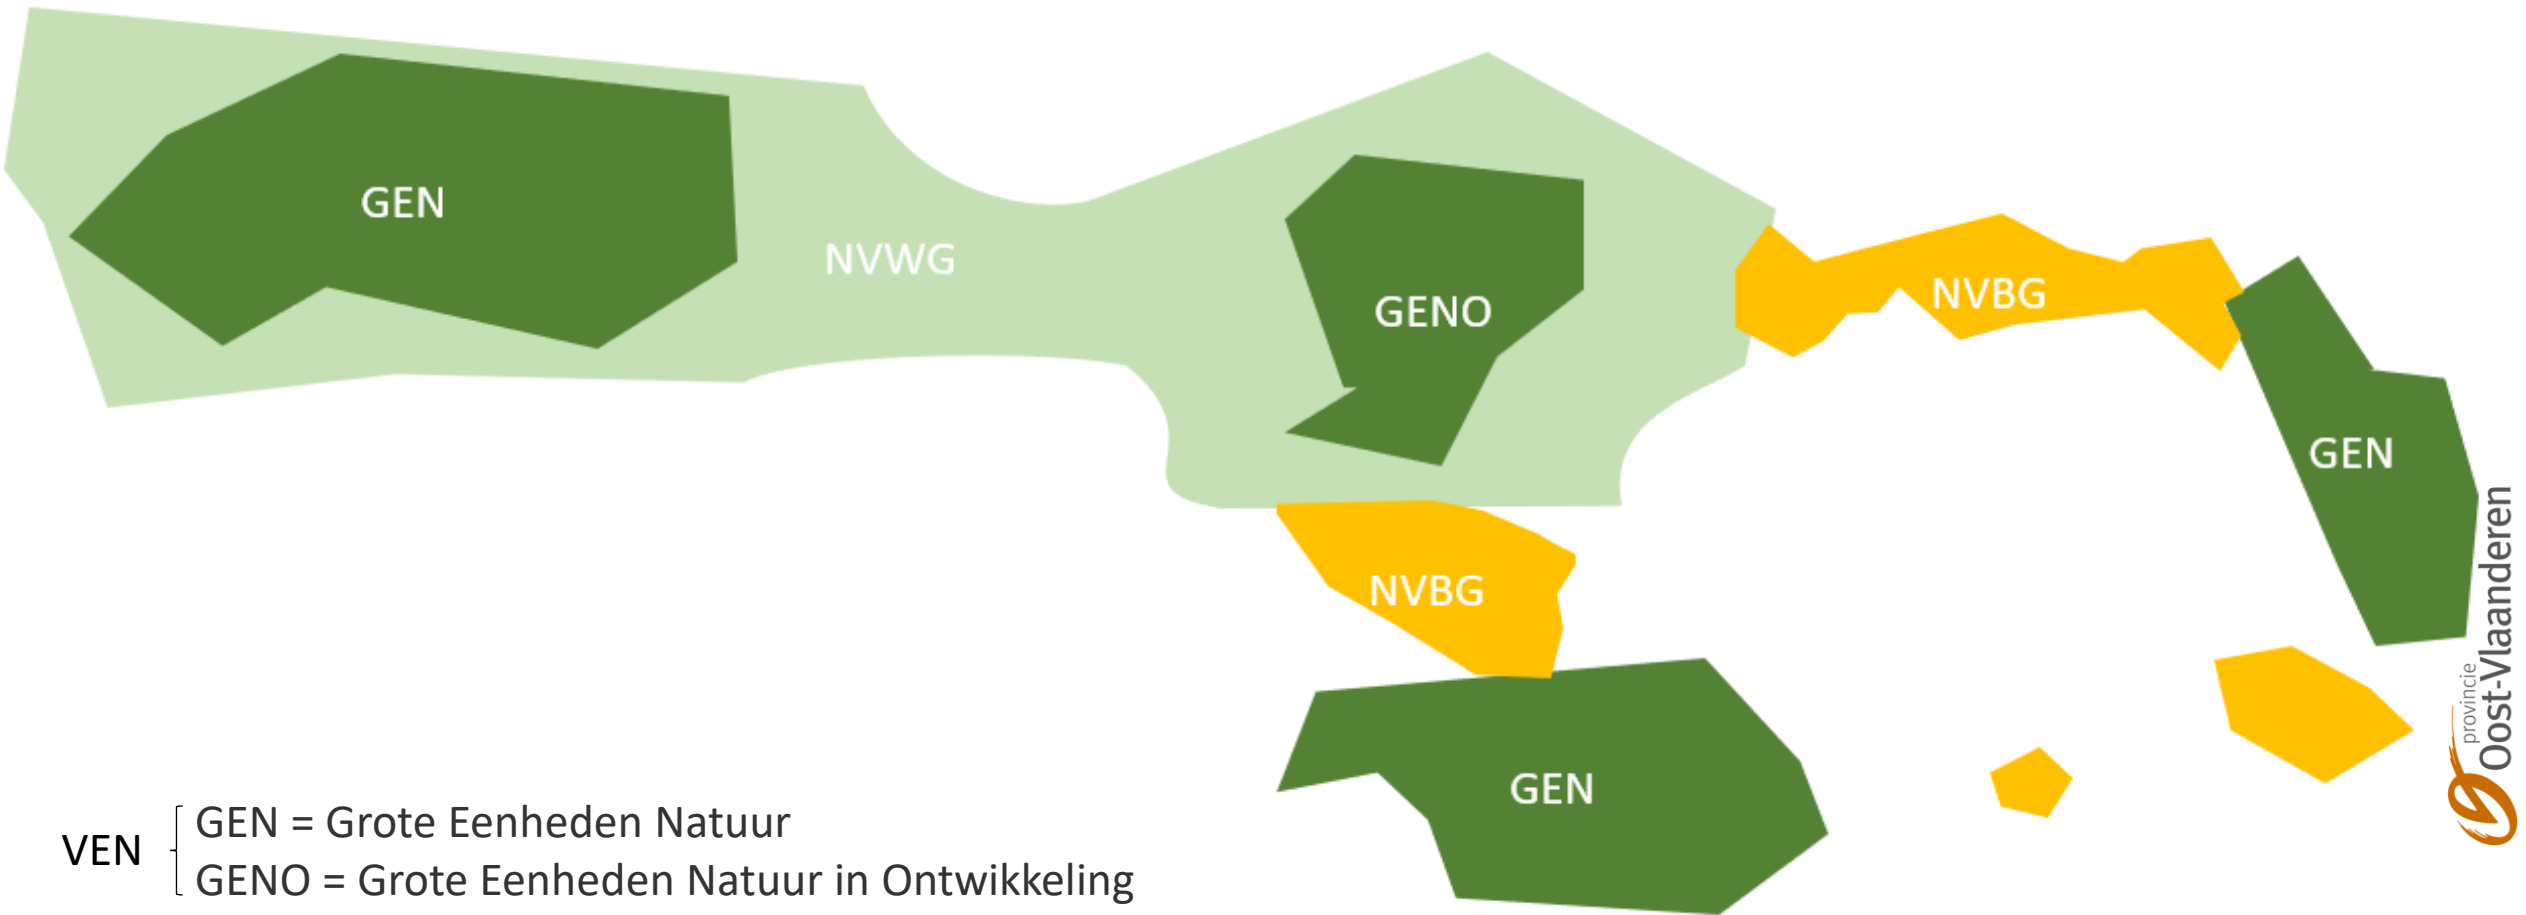 GEN
NVWG
GENO
NVBG
GEN
NVBG
GEN
provincie
Oost-Vlaanderen
VEN
GEN = Grote Eenheden Natuur
GENO = Grote Eenheden Natuur in Ontwikkeling